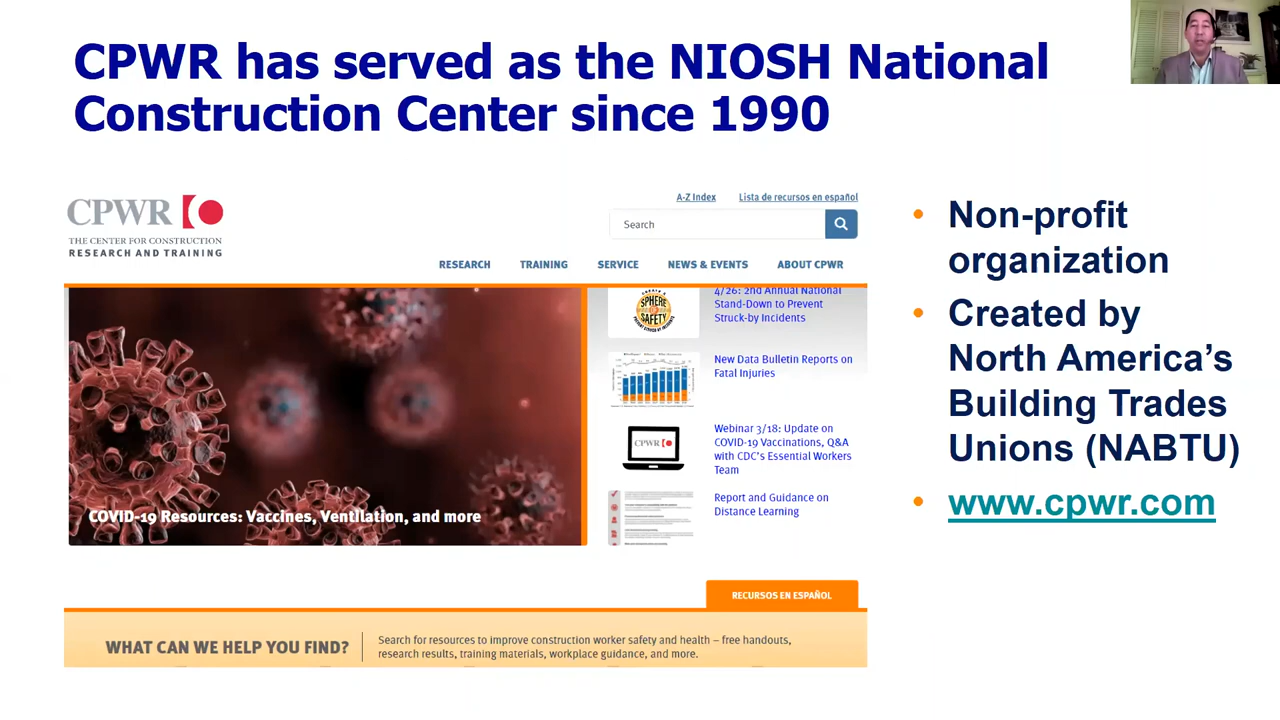 CPWR has served as the NIOSH National
Construction Center since 1990
CPWR
THE CENTER FOR CONSTRUCTION
RESEARCH AND TRAINING
A-Z Index
Lista de recursos en español
Search
RESEARCH
TRAINING
SERVICE
NEWS & EVENTS
ABOUT CPWR
COVID-19 Resources: Vaccines, Ventilation, and more
SPHERE
OF
SAFETY
4/26: 2nd Annual National
Stand-Down to Prevent
Struck-by Incidents
New Data Bulletin Reports on
Fatal Injuries
CPWR
Webinar 3/18: Update on
COVID-19 Vaccinations, Q&A
with CDC's Essential Workers
Team
Report and Guidance on
Distance Learning
RECURSOS EN ESPAÑOL
WHAT CAN WE HELP YOU FIND?
Search for resources to improve construction worker safety and health – free handouts,
research results, training materials, workplace guidance, and more.
• Non-profit
organization
• Created by
North America’s
Building Trades
Unions (NABTU)
• www.cpwr.com